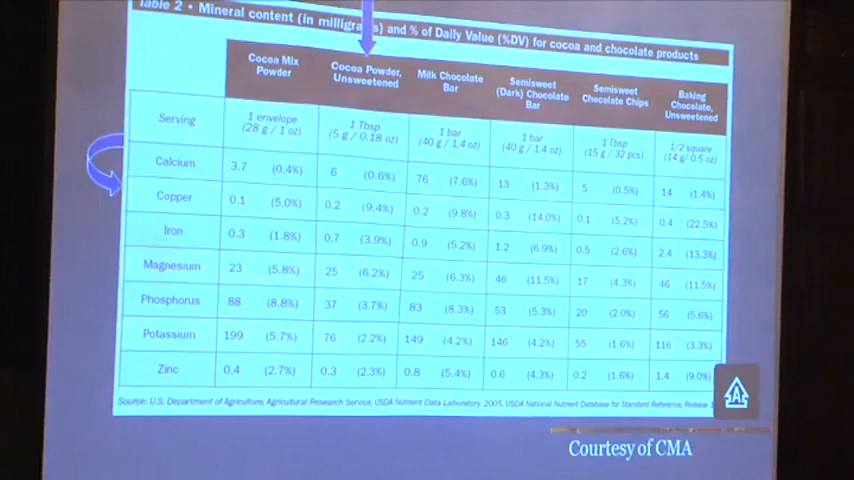 Table 2 • Mineral content (in milligrams) and % of Daily Value (%DV) for cocoa and chocolate products
Cocoa Mix Powder Cocoa Powder, Unsweetened Milk Chocolate Bar Semisweet (Dark) Chocolate Bar Semisweet Chocolate Chips Baking Chocolate, Unsweetened
Serving 1 envelope (28 g / 1 oz) 1 Tbsp (5 g / 0.18 oz) 1 bar (40 g / 1.4 oz) 1 bar (40 g / 1.4 oz) 1 Tbsp (15 g / 32 pcs) 1/2 square (14 g/ 0.5 oz)
Calcium 3.7 (0.4%) 6 (0.6%) 76 (7.6%) 13 (1.3%) 5 (0.5%) 14 (1.4%)
Copper 0.1 (5.0%) 0.2 (9.4%) 0.2 (9.8%) 0.3 (14.0%) 0.1 (5.2%) 0.4 (22.5%)
Iron 0.3 (1.8%) 0.7 (3.9%) 0.9 (5.2%) 1.2 (6.9%) 0.5 (2.6%) 2.4 (13.3%)
Magnesium 23 (5.8%) 25 (6.2%) 25 (6.3%) 46 (11.5%) 17 (4.3%) 46 (11.5%)
Phosphorus 88 (8.8%) 37 (3.7%) 83 (8.3%) 53 (5.3%) 20 (2.0%) 56 (5.6%)
Potassium 199 (5.7%) 76 (2.2%) 149 (4.2%) 146 (4.2%) 55 (1.6%) 116 (3.3%)
Zinc 0.4 (2.7%) 0.3 (2.3%) 0.8 (5.4%) 0.6 (4.3%) 0.2 (1.6%) 1.4 (9.0%)
Source: U.S. Department of Agriculture, Agricultural Research Service, USDA Nutrient Data Laboratory. 2005. USDA National Nutrient Database for Standard Reference, Release
A
Courtesy of CMA